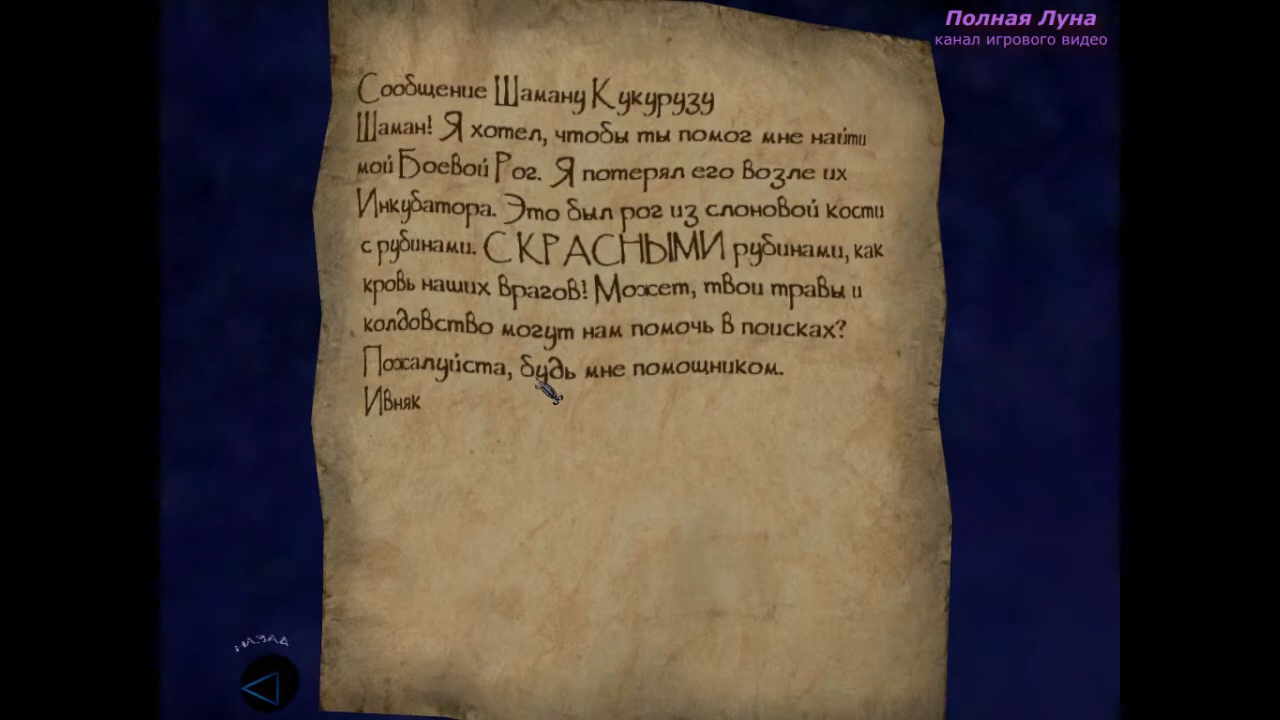 Полная Луна
канал игрового видео
Сообщение Шаману Кукурузу
Шаман! Я хотел, чтобы ты помог мне найти
мой Боевой Рог. Я потерял его возле их
Инкубатора. Это был рог из слоновой кости
с рубинами. С КРАСНЫМИ рубинами, как
кровь наших врагов! Может, твои травы и
колдовство могут нам помочь в поисках?
Пожалуйста, будь мне помощником.
Ивняк
НАЗАД